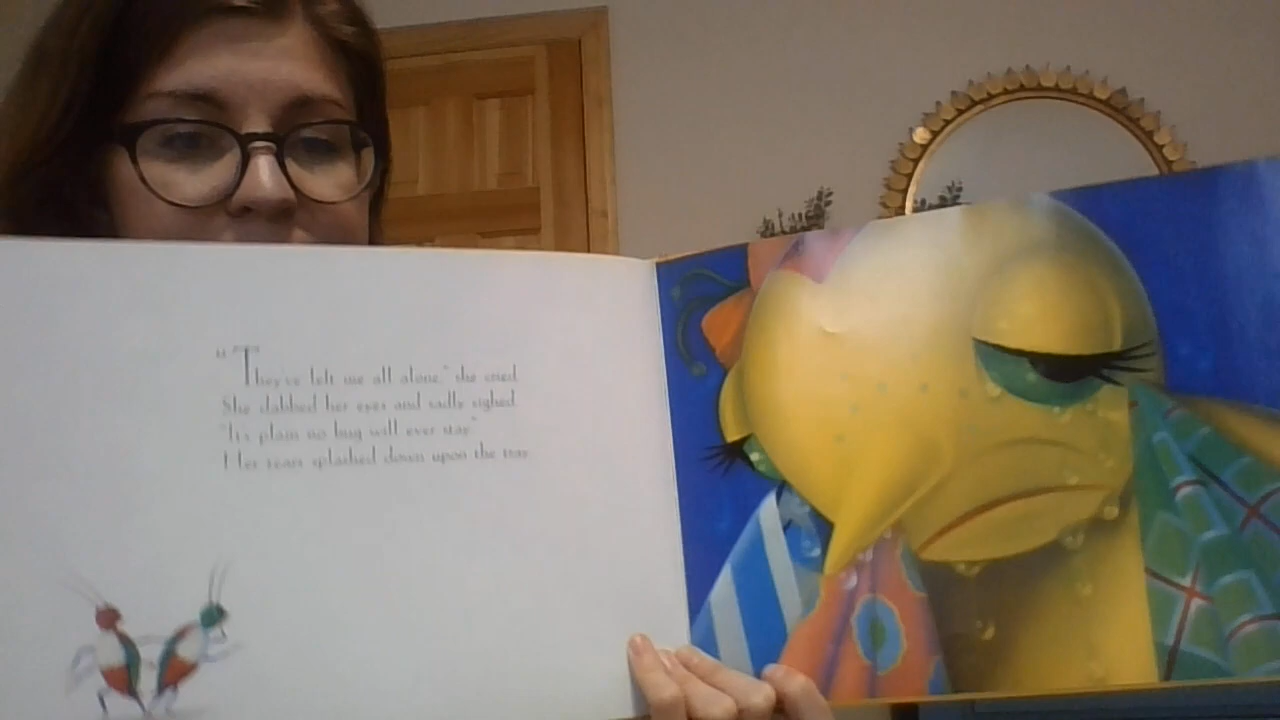 "They've left me all alone," she cried.
She dabbed her eyes and sadly sighed.
"It's plain no bug will ever stay."
Her tears splashed down upon the tray.